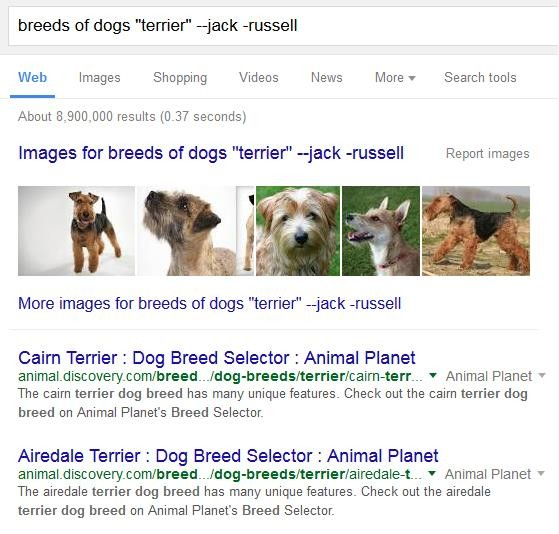 breeds of dogs "terrier" --jack -russell
Web Images Shopping Videos News More Search tools
About 8,900,000 results (0.37 seconds)
Images for breeds of dogs "terrier" --jack -russell Report images
More images for breeds of dogs "terrier" --jack -russell
Cairn Terrier : Dog Breed Selector : Animal Planet
animal.discovery.com/breed.../dog-breeds/terrier/cairn-terr... Animal Planet
The cairn terrier dog breed has many unique features. Check out the cairn terrier dog
breed on Animal Planet's Breed Selector.
Airedale Terrier : Dog Breed Selector : Animal Planet
animal.discovery.com/breed.../dog-breeds/terrier/airedale-t... Animal Planet
The airedale terrier dog breed has many unique features. Check out the airedale
terrier dog breed on Animal Planet's Breed Selector.